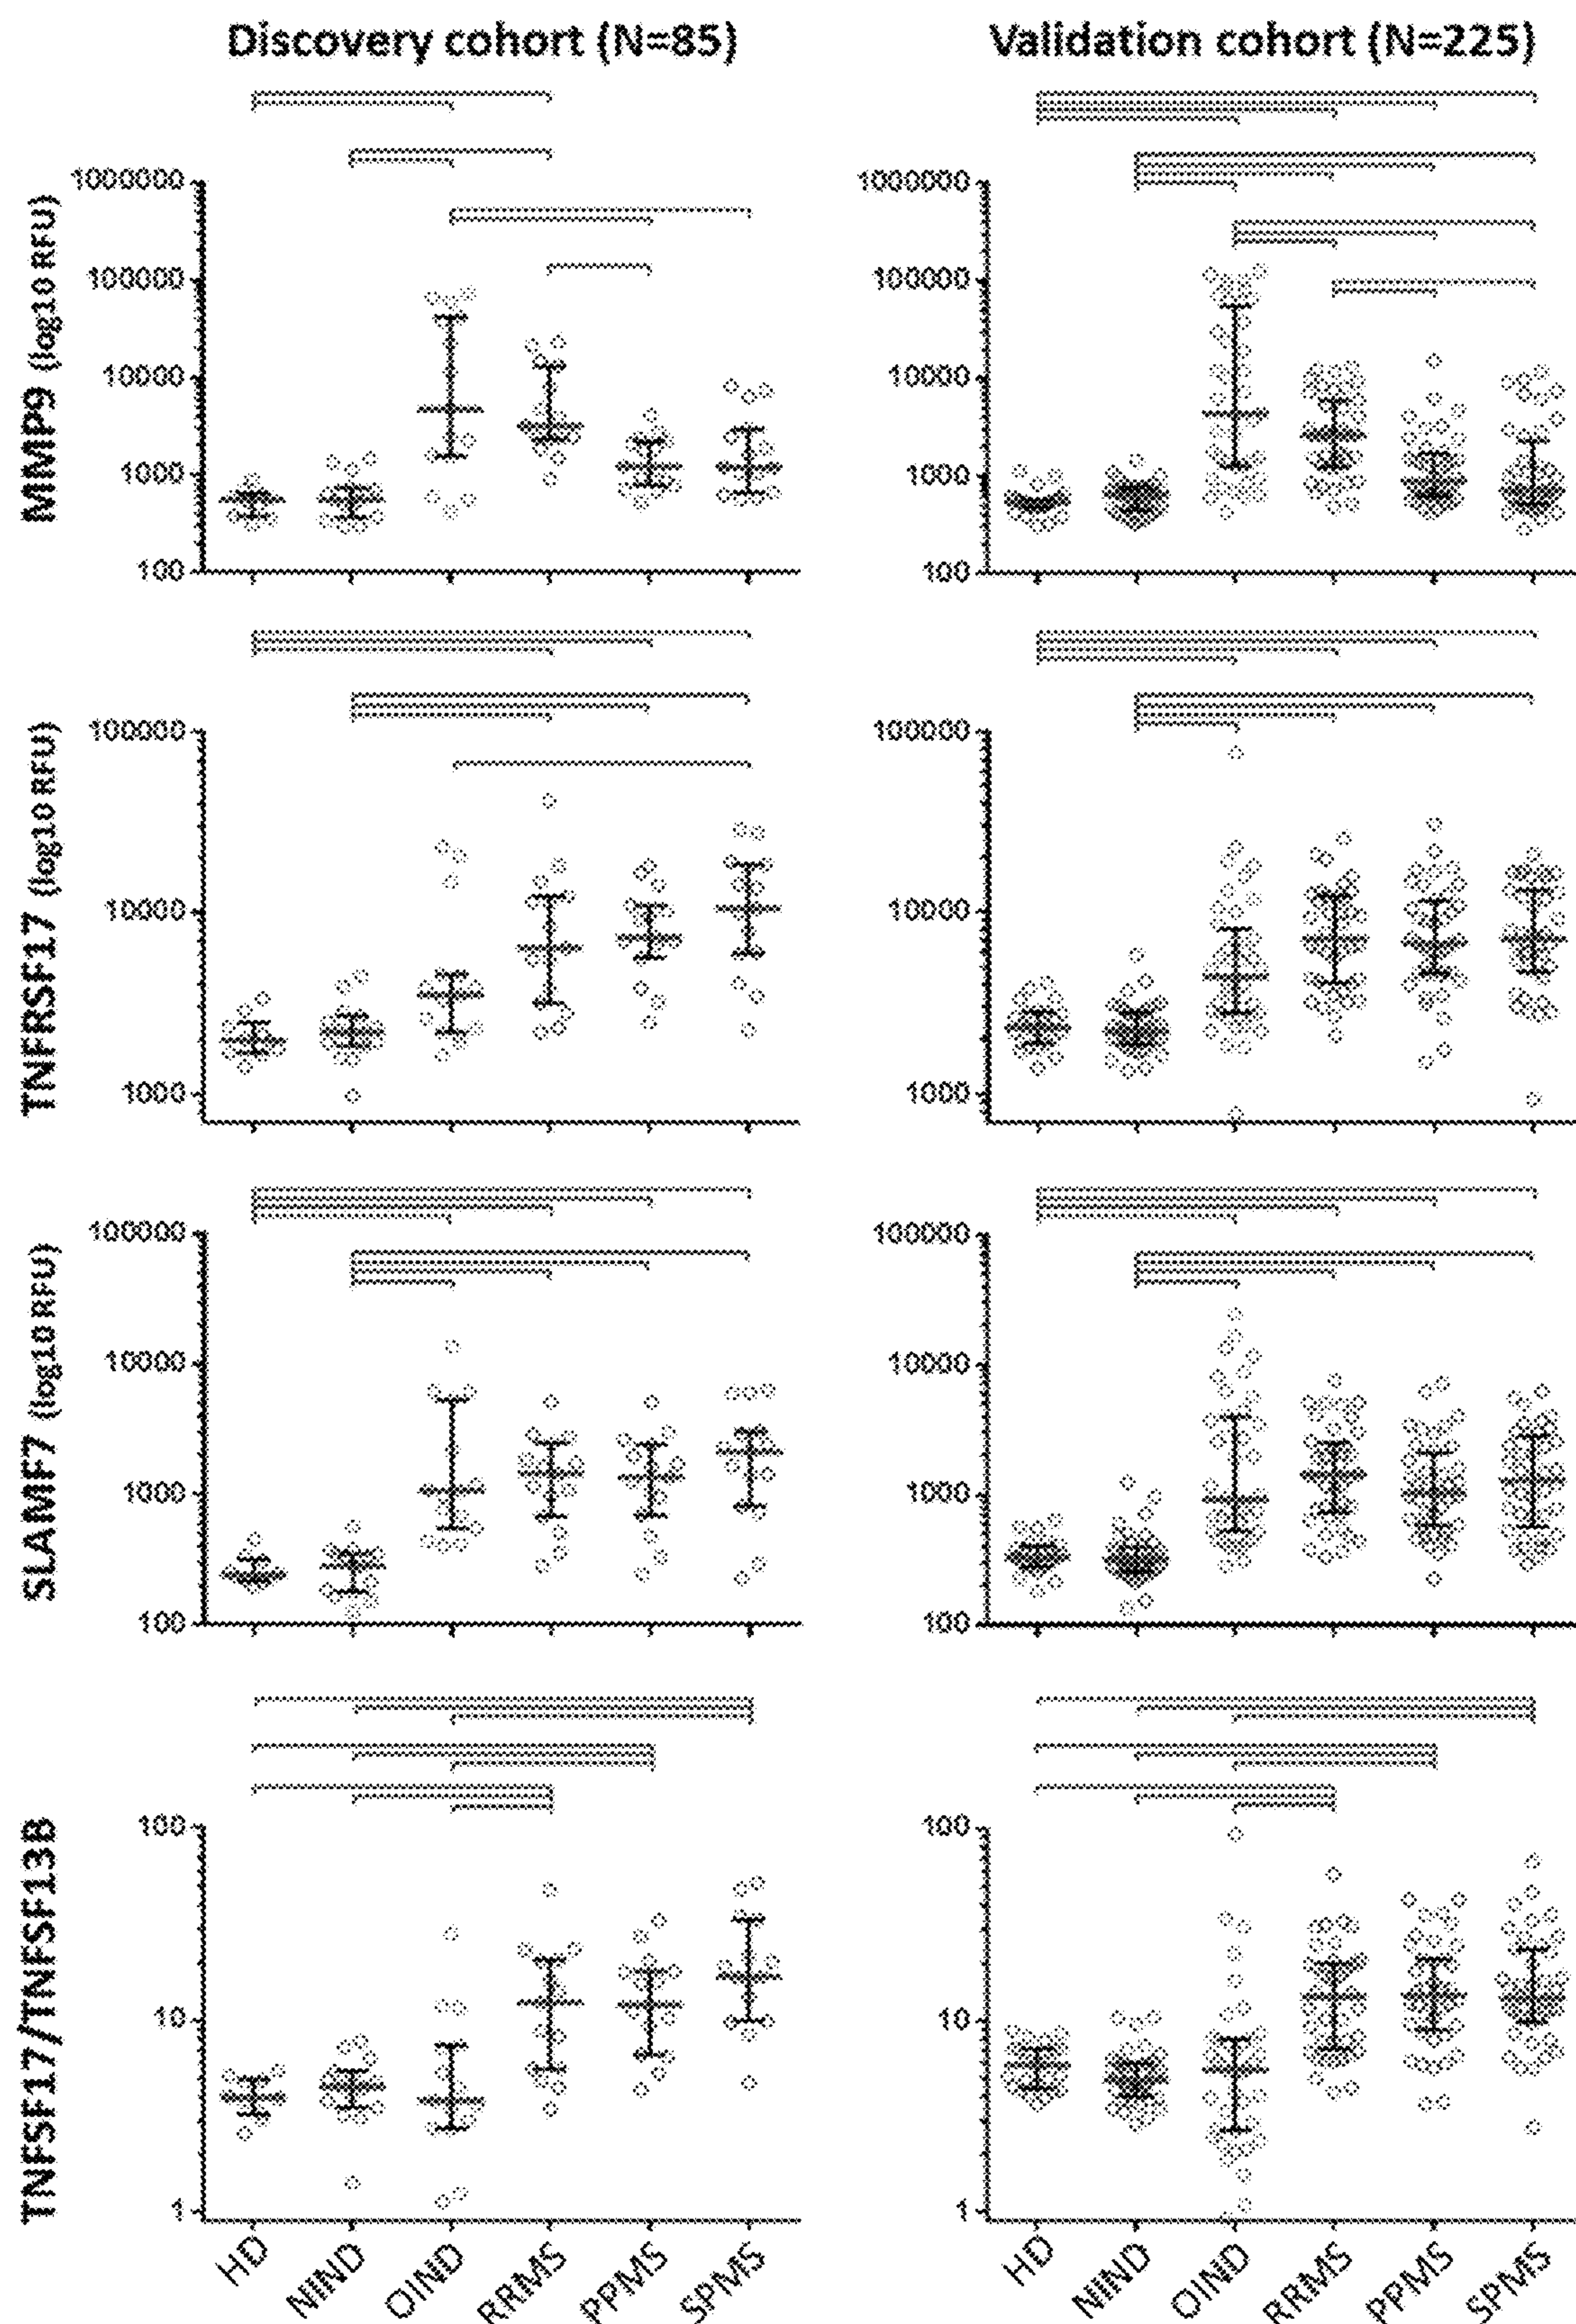 Discovery cohort (N=85)
Validation cohort (N=225)
MMP9 (log10 RFU)
1000000
100000
10000
1000
100
1000000
100000
10000
1000
100
TNFRSF17 (log10 RFU)
100000
10000
1000
100000
10000
1000
SLAMF7 (log10 RFU)
100000
10000
1000
100
100000
10000
1000
100
TNFSF17/TNFSF13B
100
10
1
100
10
1
HD
NIND
OIND
RRMS
PPMS
SPMS
HD
NIND
OIND
RRMS
PPMS
SPMS